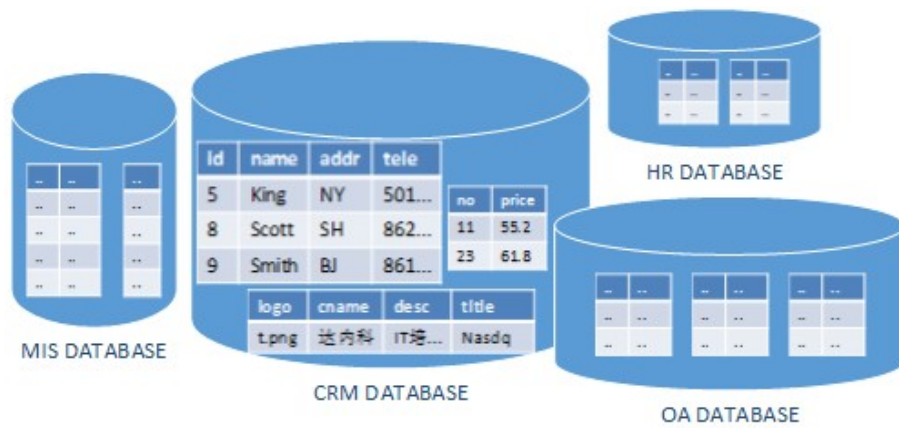 Id name addr tele
5 King NY 501...
8 Scott SH 862...
9 Smith BJ 861...
no price
11 55.2
23 61.8
logo cname desc title
t.png 达内科 IT培... Nasdq
.. .. ..
.. .. ..
.. .. ..
.. .. ..
.. .. ..
MIS DATABASE
CRM DATABASE
.. ... .. ...
.. ... .. ...
.. ... .. ...
HR DATABASE
.. .. .. .. .. ..
.. .. .. .. .. ..
.. .. .. .. .. ..
OA DATABASE